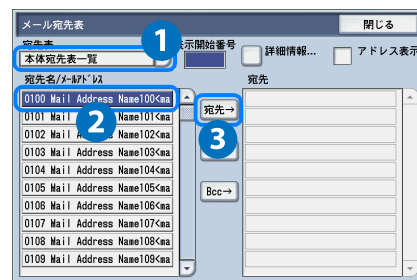 メール宛先表
閉じる
宛先表
1
表示開始番号
詳細情報...
アドレス表示
本体宛先表一覧
宛先名/メールアドレス
宛先
0100 Mail Address Name100<ma
宛先→
0101 Mail Address Name101<ma
2
3
0102 Mail Address Name102<ma
0103 Mail Address Name103<ma
0104 Mail Address Name104<ma
0105 Mail Address Name105<ma
Bcc→
0106 Mail Address Name106<ma
0107 Mail Address Name107<ma
0108 Mail Address Name108<ma
0109 Mail Address Name109<ma